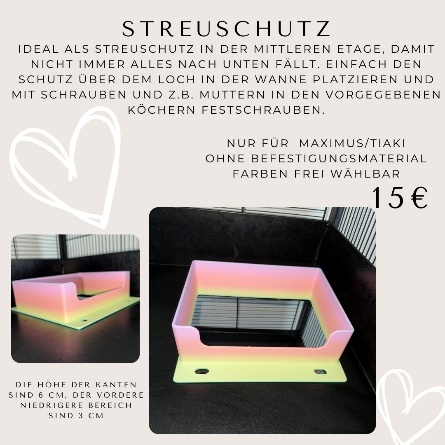 STREUSCHUTZ
IDEAL ALS STREUSCHUTZ IN DER MITTLEREN ETAGE, DAMIT
NICHT IMMER ALLES NACH UNTEN FÄLLT. EINFACH DEN
SCHUTZ ÜBER DEM LOCH IN DER WANNE PLATZIEREN UND
MIT SCHRAUBEN UND Z.B. MUTTERN IN DEN VORGEGEBENEN
KÖCHERN FESTSCHRAUBEN.
NUR FÜR MAXIMUS/TIAKI
OHNE BEFESTIGUNGSMATERIAL
FARBEN FREI WÄHLBAR
15€
DIE HÖHE DER KANTEN
SIND 6 CM, DER VORDERE
NIEDRIGERE BEREICH
SIND 3 CM